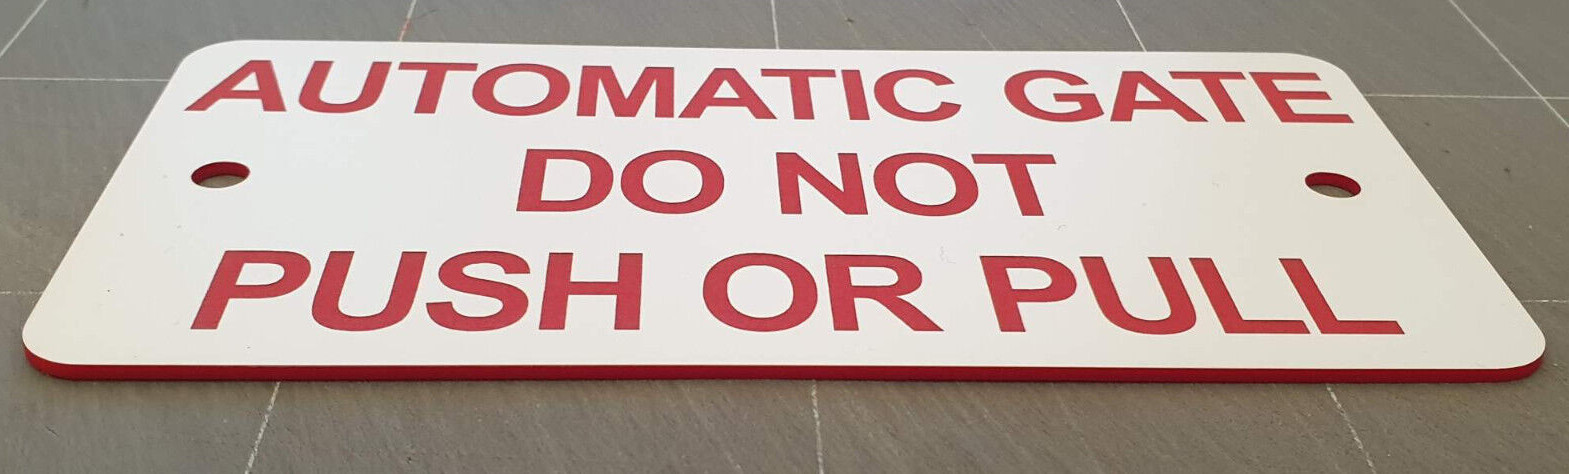 AUTOMATIC GATE
DO NOT
PUSH OR PULL